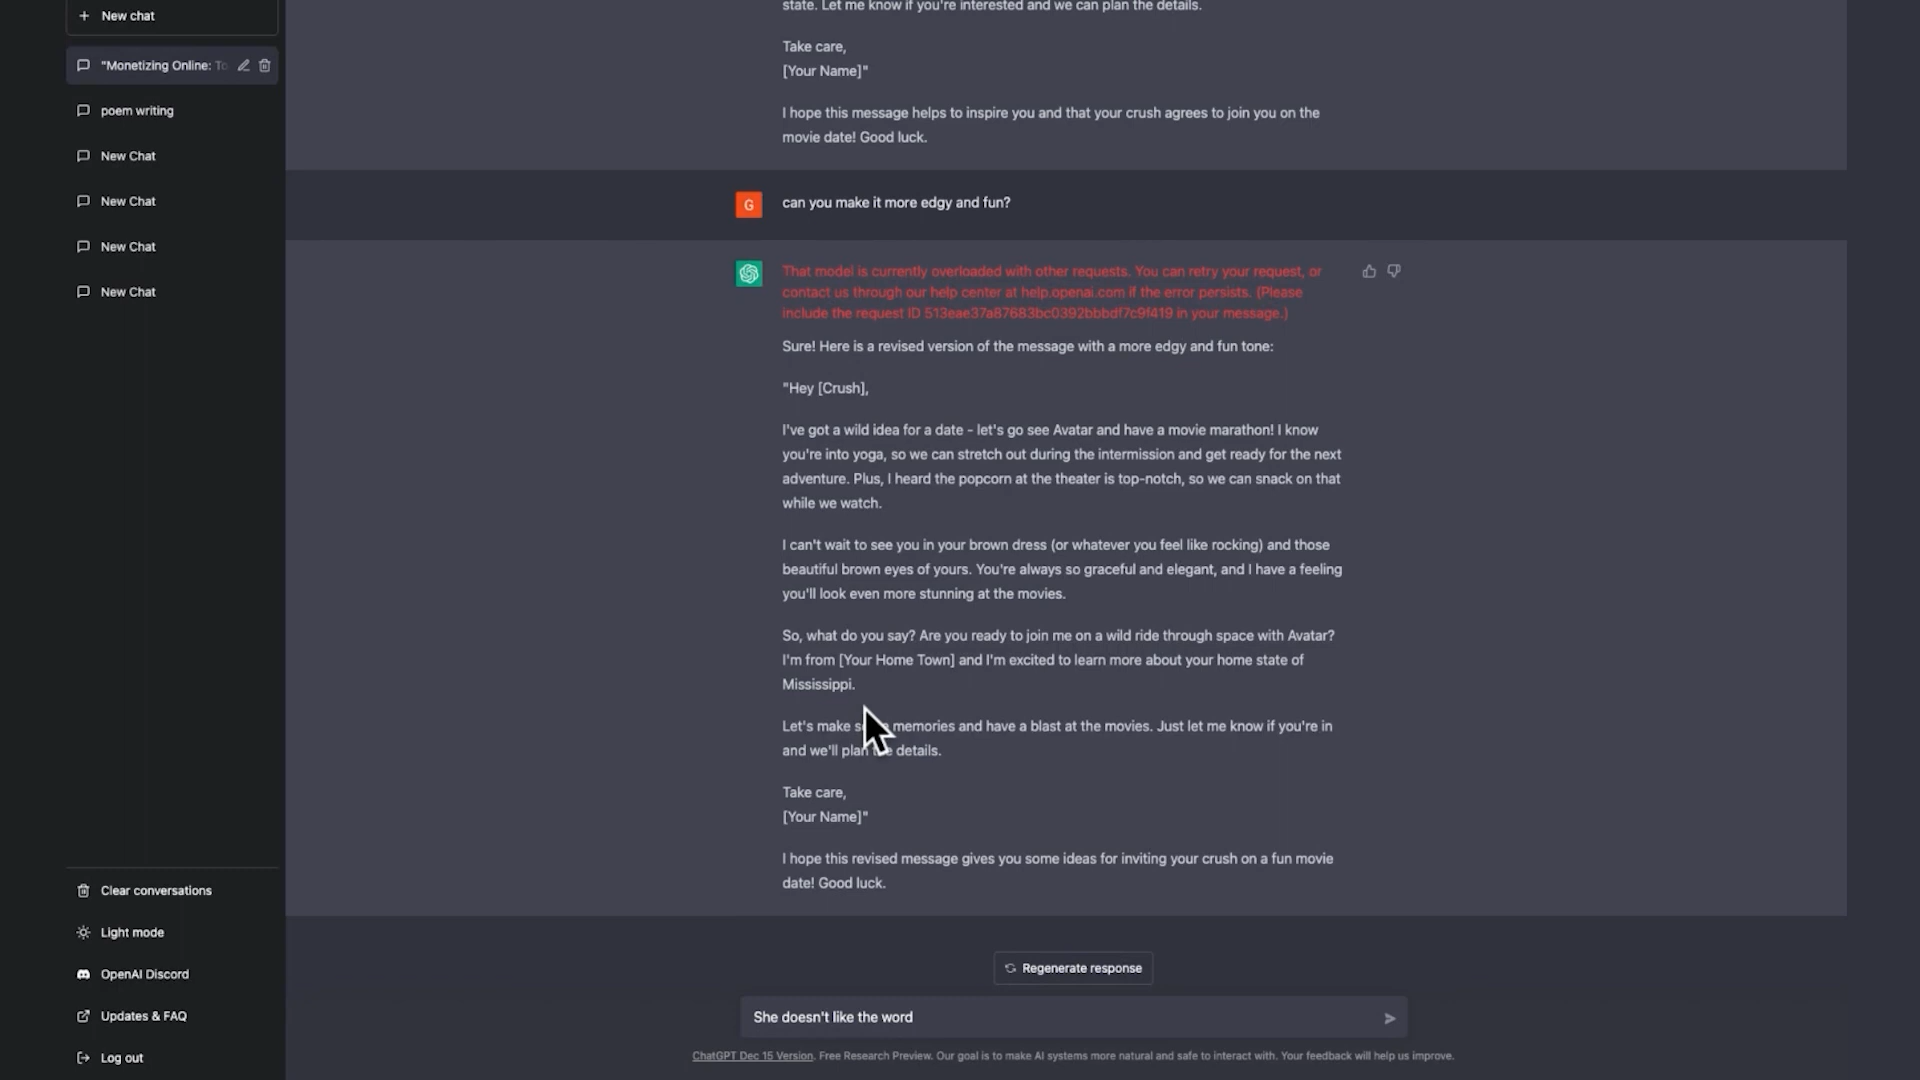 New chat
"Monetizing Online: To
poem writing
New Chat
New Chat
New Chat
New Chat
Clear conversations
Light mode
OpenAI Discord
Updates & FAQ
Log out
state. Let me know if you're interested and we can plan the details.
Take care,
[Your Name]"
I hope this message helps to inspire you and that your crush agrees to join you on the
movie date! Good luck.
G
can you make it more edgy and fun?
That model is currently overloaded with other requests. You can retry your request, or
contact us through our help center at help.openai.com if the error persists. (Please
include the request ID 513eae37a87683bc0392bbbdf7c9f419 in your message.)
Sure! Here is a revised version of the message with a more edgy and fun tone:
"Hey [Crush],
I've got a wild idea for a date - let's go see Avatar and have a movie marathon! I know
you're into yoga, so we can stretch out during the intermission and get ready for the next
adventure. Plus, I heard the popcorn at the theater is top-notch, so we can snack on that
while we watch.
I can't wait to see you in your brown dress (or whatever you feel like rocking) and those
beautiful brown eyes of yours. You're always so graceful and elegant, and I have a feeling
you'll look even more stunning at the movies.
So, what do you say? Are you ready to join me on a wild ride through space with Avatar?
I'm from [Your Home Town] and I'm excited to learn more about your home state of
Mississippi.
Let's make memories and have a blast at the movies. Just let me know if you're in
and we'll plan details.
Take care,
[Your Name]"
I hope this revised message gives you some ideas for inviting your crush on a fun movie
date! Good luck.
Regenerate response
She doesn't like the word
ChatGPT Dec 15 Version. Free Research Preview. Our goal is to make AI systems more natural and safe to interact with. Your feedback will help us improve.